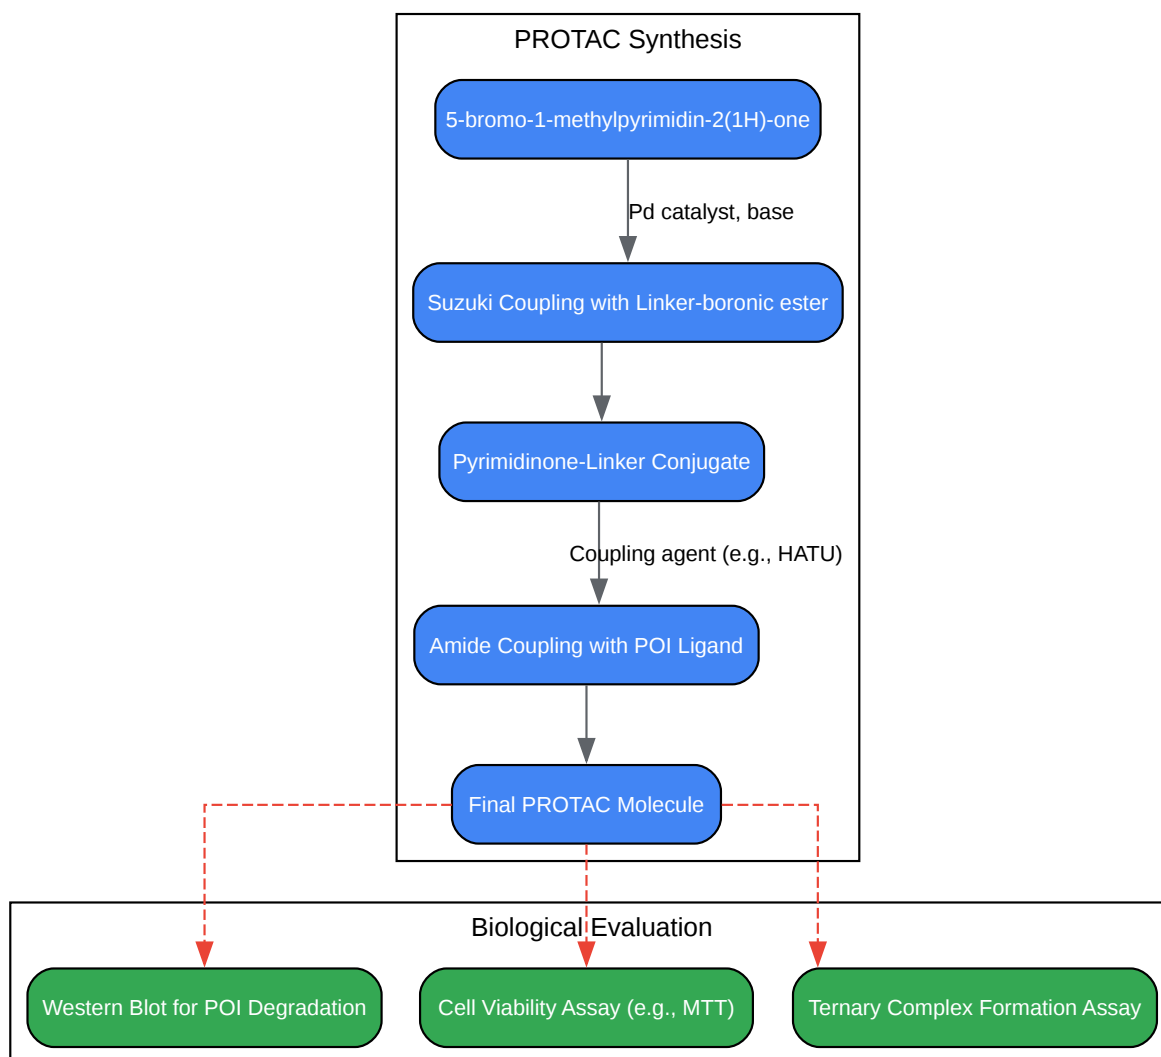 PROTAC Synthesis
5-bromo-1-methylpyrimidin-2(1H)-one
Pd catalyst, base
Suzuki Coupling with Linker-boronic ester
Pyrimidinone-Linker Conjugate
Coupling agent (e.g., HATU)
Amide Coupling with POI Ligand
Final PROTAC Molecule
Biological Evaluation
Western Blot for POI Degradation
Cell Viability Assay (e.g., MTT)
Ternary Complex Formation Assay